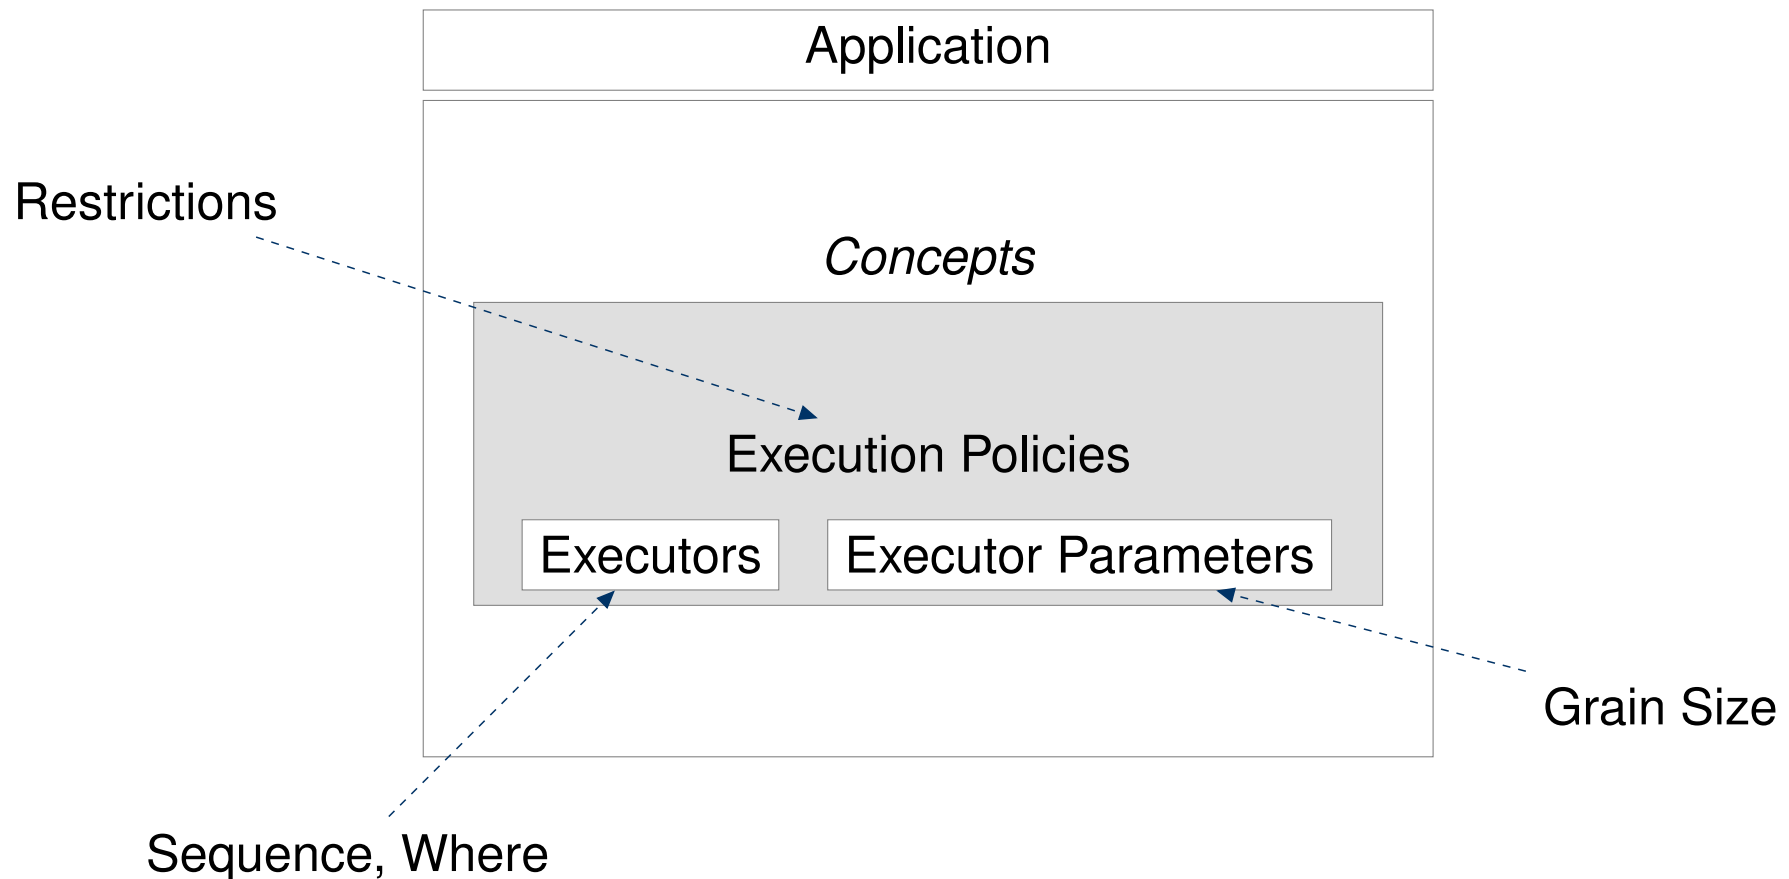 Application
Restrictions
Concepts
Execution Policies
Executors
Executor Parameters
Grain Size
Sequence, Where